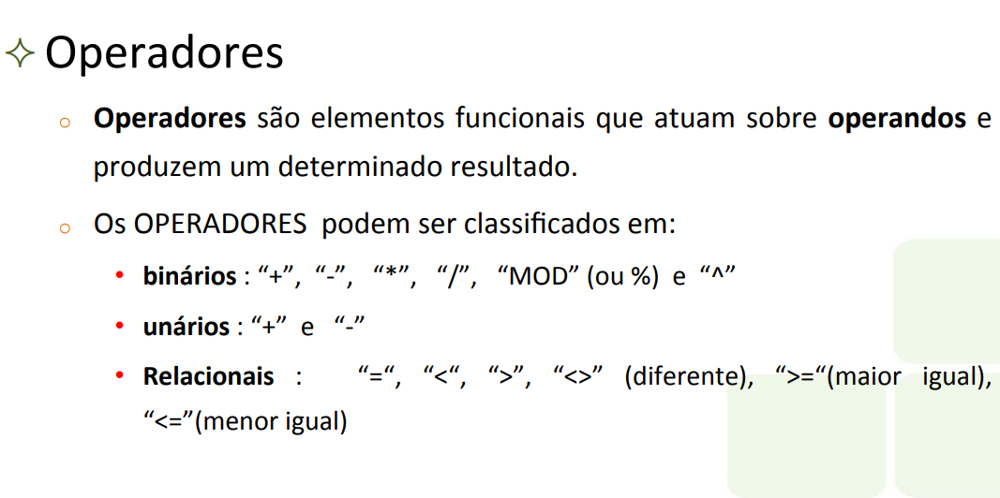 Operadores
Operadores são elementos funcionais que atuam sobre operandos e
produzem um determinado resultado.
Os OPERADORES podem ser classificados em:
binários : “+”, “-”, “*”, “/”, “MOD” (ou %) e “^”
unários : “+” e “-”
Relacionais : “=“, “<“, “>”, “<>” (diferente), “>=“(maior igual),
“<=”(menor igual)